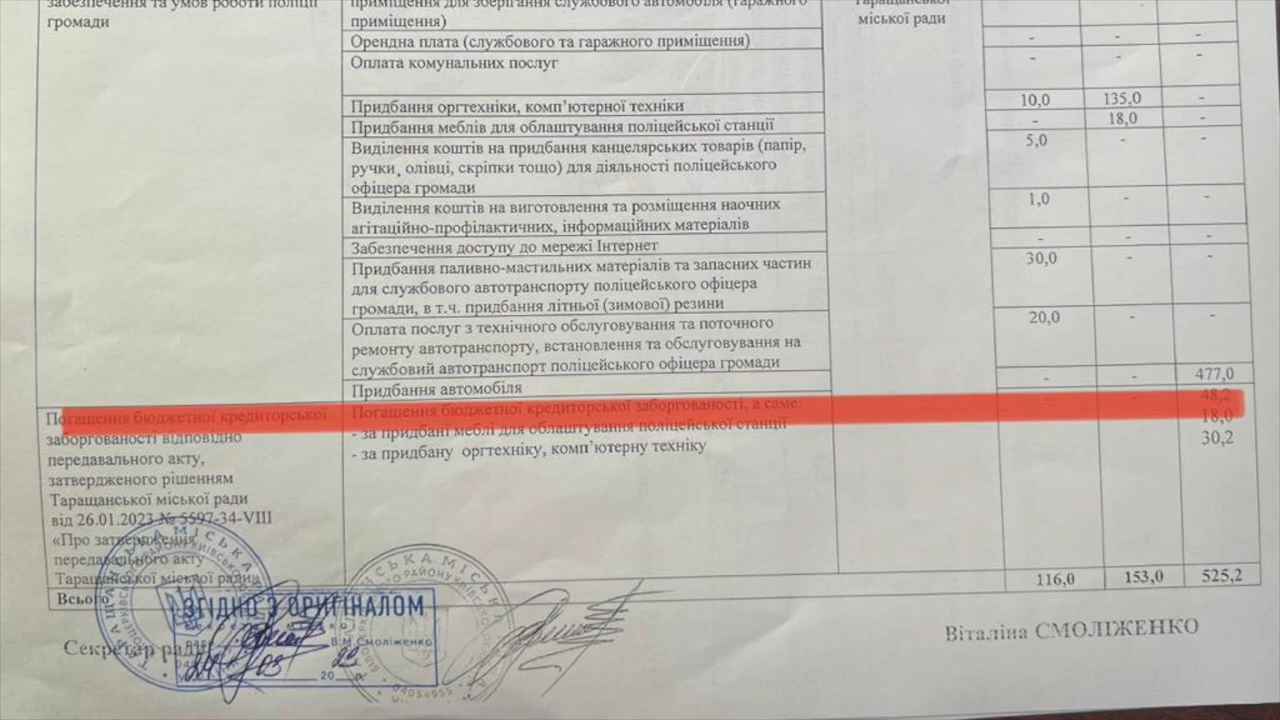 забезпечення та умов роботи поліції
громади
приміщення для зберігання службового автомобіля (гаражного
приміщення)
Таращанської
міської ради
Орендна плата (службового та гаражного приміщення)
- - -
Оплата комунальних послуг
- - -
Придбання оргтехніки, комп’ютерної техніки
10,0 135,0 -
Придбання меблів для облаштування поліцейської станції
- 18,0 -
Виділення коштів на придбання канцелярських товарів (папір,
ручки, олівці, скріпки тощо) для діяльності поліцейського
офіцера громади
5,0 - -
Виділення коштів на виготовлення та розміщення наочних
агітаційно-профілактичних, інформаційних матеріалів
1,0 - -
Забезпечення доступу до мережі Інтернет
- - -
Придбання паливно-мастильних матеріалів та запасних частин
для службового автотранспорту поліцейського офіцера
громади, в т.ч. придбання літньої (зимової) резини
30,0 - -
Оплата послуг з технічного обслуговування та поточного
ремонту автотранспорту, встановлення та обслуговування на
службовий автотранспорт поліцейського офіцера громади
20,0 - -
Придбання автомобіля
- - 477,0
Погашення бюджетної кредиторської
заборгованості відповідно
передавального акту,
затвердженого рішенням
Таращанської міської ради
від 26.01.2023 № 5597-34-VIII
«Про затвердження
передавального акту
Таращанської міської ради
Погашення бюджетної кредиторської заборгованості, а саме:
- за придбані меблі для облаштування поліцейської станції
- за придбану оргтехніку, комп’ютерну техніку
48,2
18,0
30,2
Всього
116,0 153,0 525,2
ЗГІДНО З ОРИГІНАЛОМ
В.М.Смоліженко
20
04034955
Секретар ради
Віталіна СМОЛІЖЕНКО